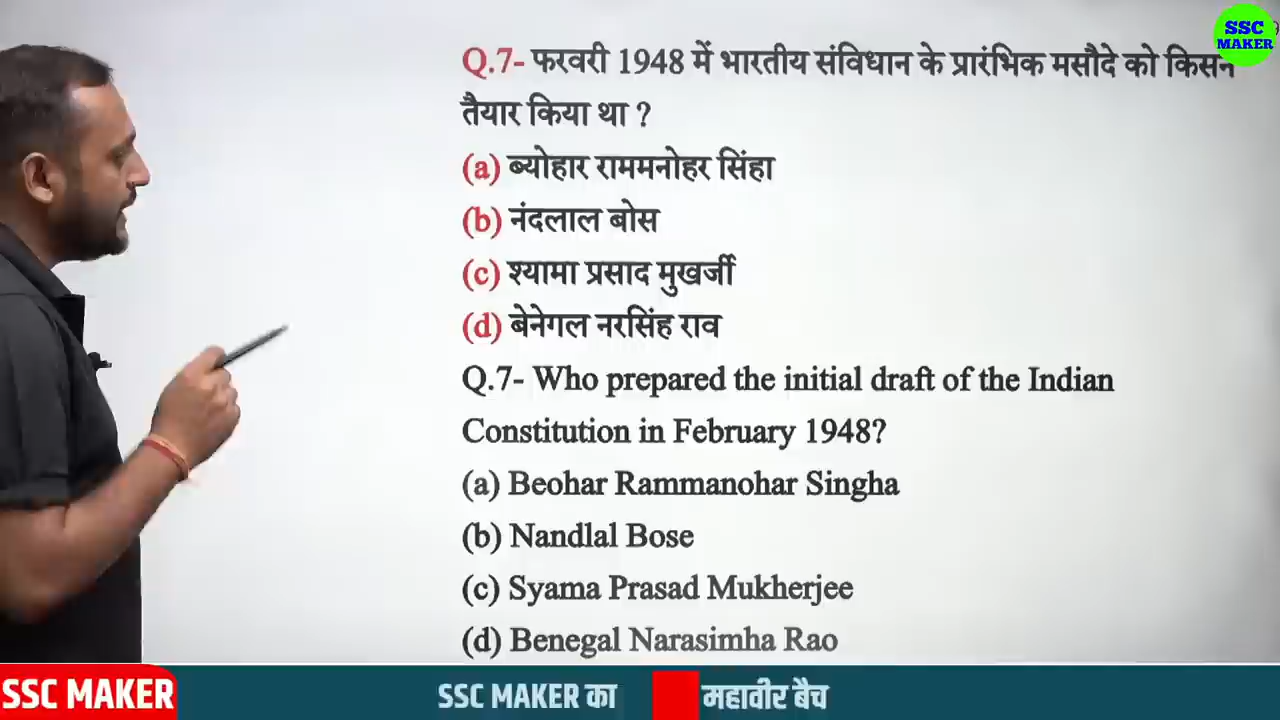 SSC
MAKER
Q.7- फरवरी 1948 में भारतीय संविधान के प्रारंभिक मसौदे को किसने
तैयार किया था ?
(a) ब्योहार राममनोहर सिंहा
(b) नंदलाल बोस
(c) श्यामा प्रसाद मुखर्जी
(d) बेनेगल नरसिंह राव
Q.7- Who prepared the initial draft of the Indian
Constitution in February 1948?
(a) Beohar Rammanohar Singha
(b) Nandlal Bose
(c) Syama Prasad Mukherjee
(d) Benegal Narasimha Rao
SSC MAKER SSC MAKER का महावीर बैच